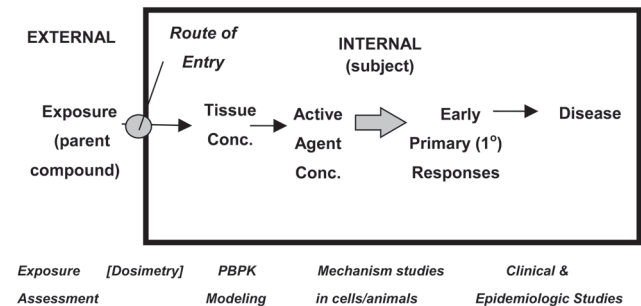 EXTERNAL
Route of
Entry
INTERNAL
(subject)
Exposure
(parent
compound)
Tissue
Conc.
Active
Agent
Conc.
Early
Primary (1°)
Responses
Disease
Exposure [Dosimetry] PBPK Mechanism studies Clinical &
Assessment Modeling in cells/animals Epidemiologic Studies